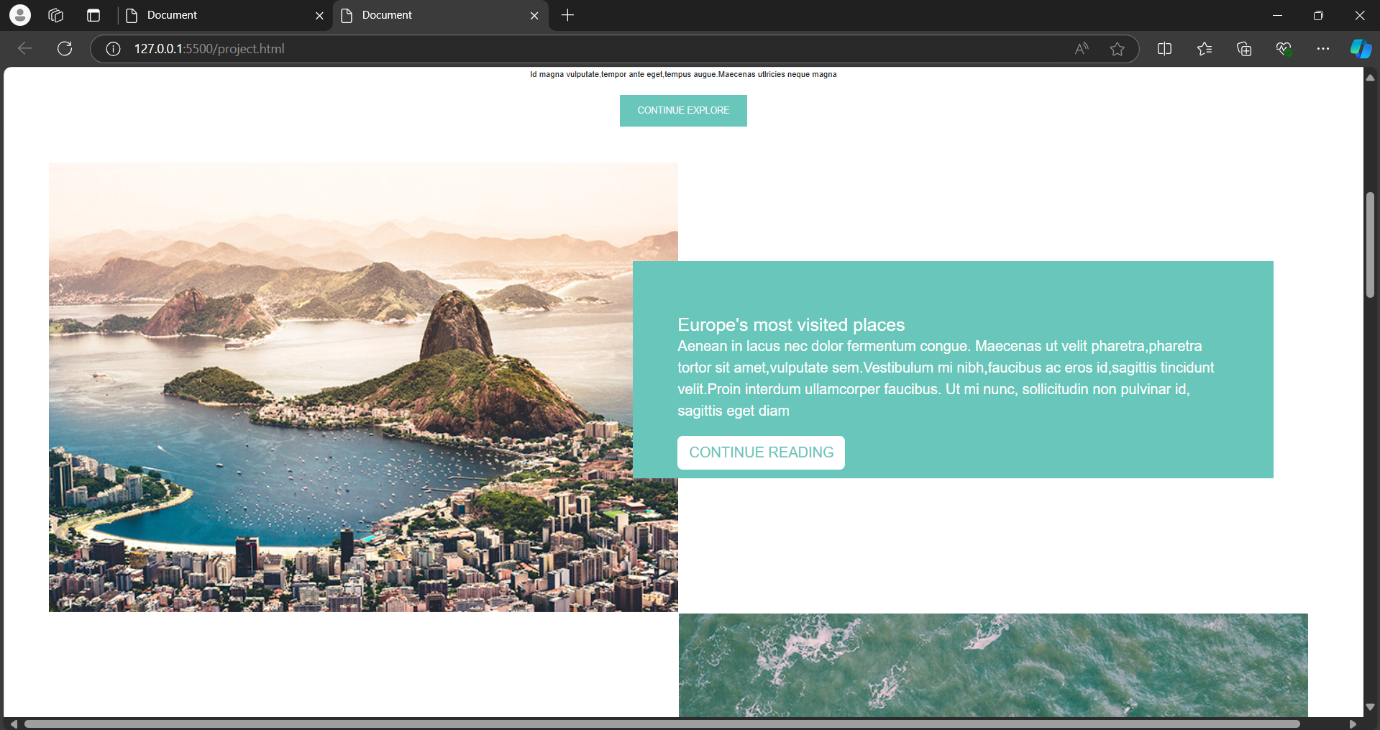 Document
Document
127.0.0.1:5500/project.html
Id magna vulputate,tempor ante eget,tempus augue.Maecenas utlricies neque magna
CONTINUE EXPLORE
Europe's most visited places
Aenean in lacus nec dolor fermentum congue. Maecenas ut velit pharetra,pharetra
tortor sit amet,vulputate sem.Vestibulum mi nibh,faucibus ac eros id,sagittis tincidunt
velit.Proin interdum ullamcorper faucibus. Ut mi nunc, sollicitudin non pulvinar id,
sagittis eget diam
CONTINUE READING